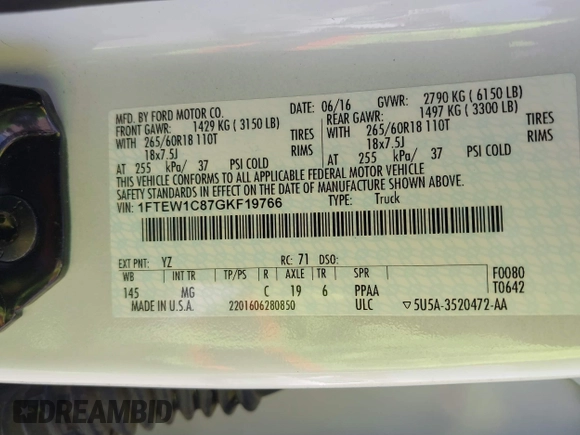 MFD. BY FORD MOTOR CO. DATE: 06/16 GVWR: 2790 KG ( 6150 LB)
FRONT GAWR: 1429 KG ( 3150 LB) REAR GAWR: 1497 KG ( 3300 LB)
WITH 265/60R18 110T TIRES WITH 265/60R18 110T TIRES
18x7.5J RIMS 18x7.5J RIMS
AT 255 kPa/ 37 PSI COLD AT 255 kPa/ 37 PSI COLD
THIS VEHICLE CONFORMS TO ALL APPLICABLE FEDERAL MOTOR VEHICLE
SAFETY STANDARDS IN EFFECT ON THE DATE OF MANUFACTURE SHOWN ABOVE.
VIN: 1FTEW1C87GKF19766 TYPE: Truck
EXT PNT: YZ RC: 71 DSO:
WB INT TR TP/PS R AXLE TR SPR F0080
145 MG C 19 6 PPAA T0642
MADE IN U.S.A. 2201606280850 ULC ▽5U5A-3520472-AA
DREAMBID